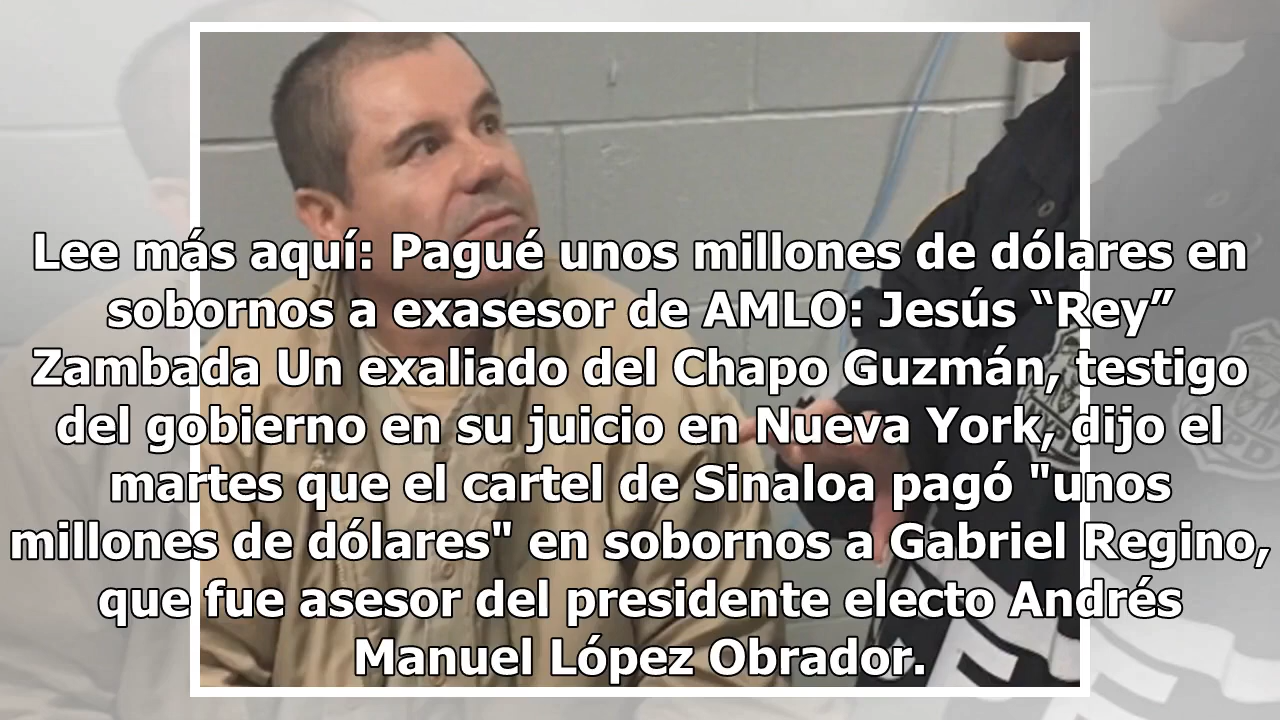 Lee más aquí: Pagué unos millones de dólares en
sobornos a exasesor de AMLO: Jesús “Rey”
Zambada Un exaliado del Chapo Guzmán, testigo
del gobierno en su juicio en Nueva York, dijo el
martes que el cartel de Sinaloa pagó "unos
millones de dólares" en sobornos a Gabriel Regino,
que fue asesor del presidente electo Andrés
Manuel López Obrador.